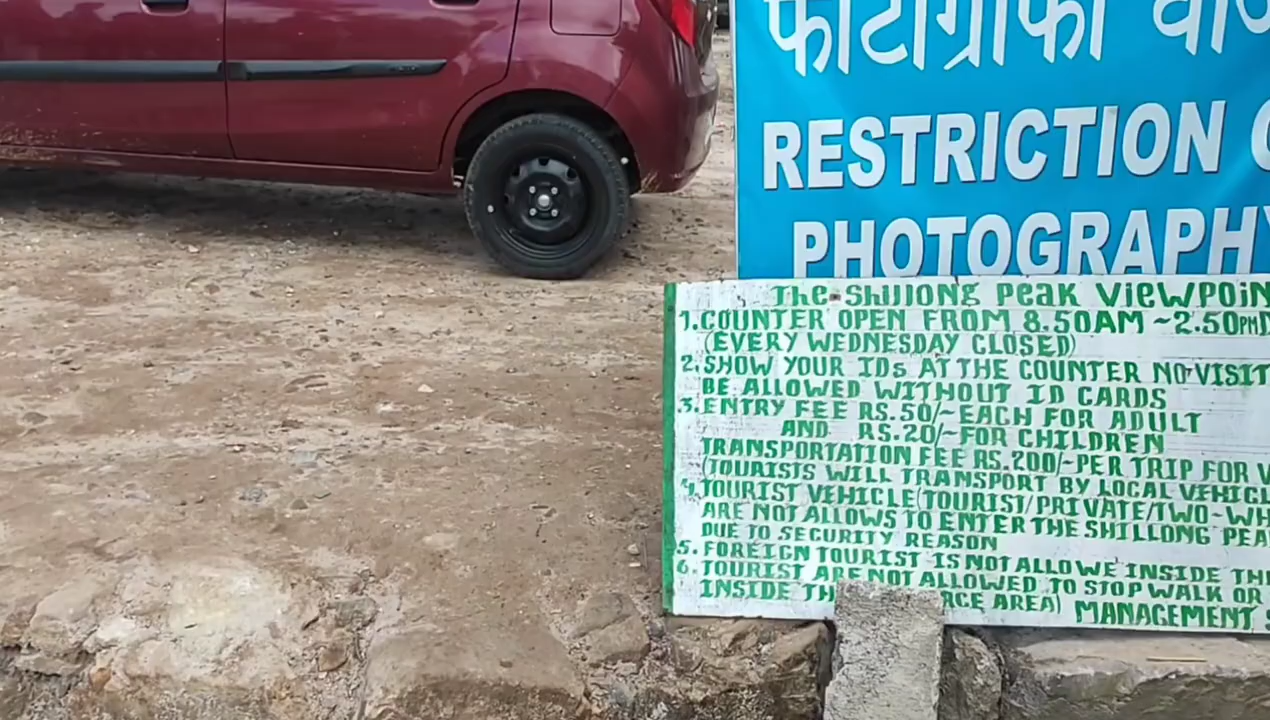 फोटोग्राफी
RESTRICTION
PHOTOGRAPHY
The Shillong Peak VIEWPOIN
1. COUNTER OPEN FROM 8.50AM ~2.50PM
(EVERY WEDNESDAY CLOSED)
2. SHOW YOUR IDs AT THE COUNTER NO VISIT
BE ALLOWED WITHOUT ID CARDS
3. ENTRY FEE RS.50/~EACH FOR ADULT
AND RS.20/~FOR CHILDREN
TRANSPORTATION FEE RS.200/~PER TRIP FOR
(TOURISTS WILL TRANSPORT BY LOCAL VEHICL
4. TOURIST VEHICLE (TOURIST/PRIVATE/TWO-WH
ARE NOT ALLOWS TO ENTER THE SHILLONG PEA
DUE TO SECURITY REASON
5. FOREIGN TOURIST IS NOT ALLOWE INSIDE THE
6. TOURIST ARE NOT ALLOWED TO STOP WALK OR
INSIDE AREA) MANAGEMENT